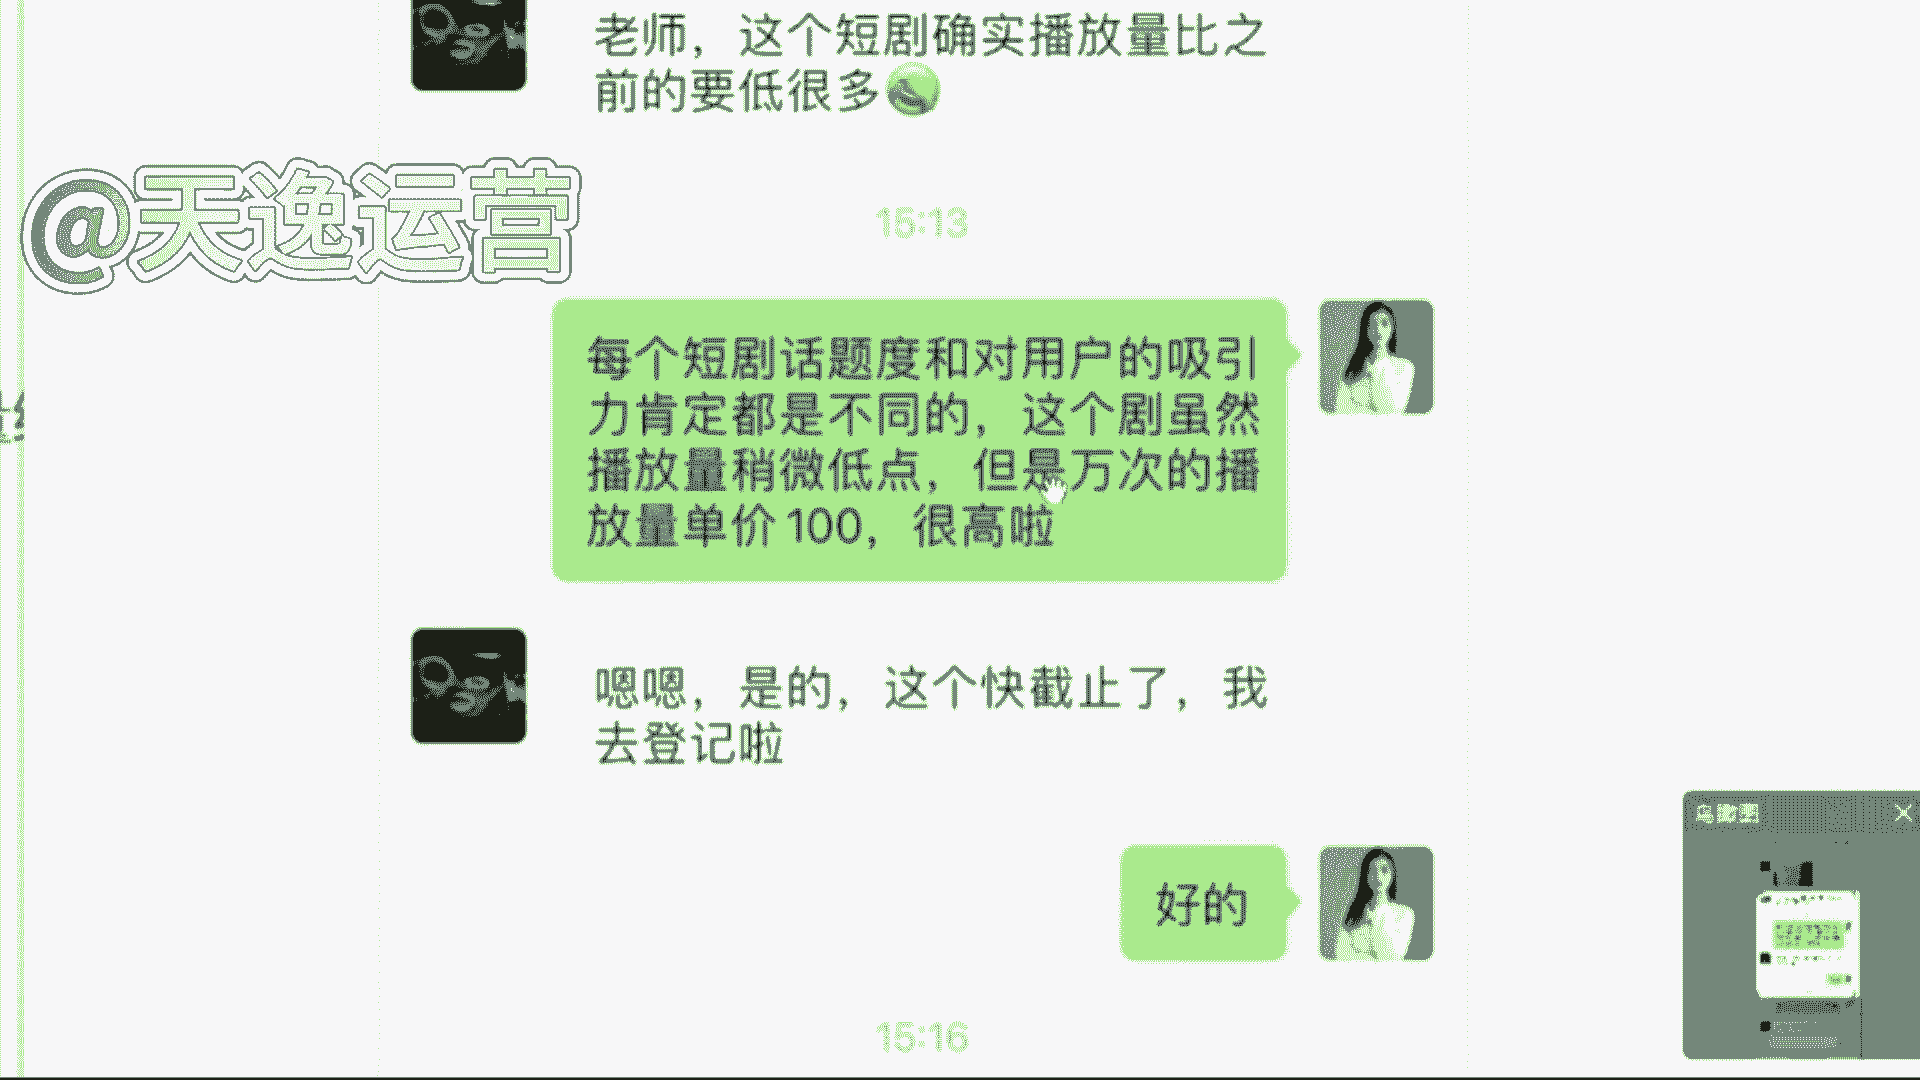 老师，这个短剧确实播放量比之
前的要低很多
@天逸运营
15:13
每个短剧话题度和对用户的吸引
力肯定都是不同的，这个剧虽然
播放量稍微低点，但是万次的播
放量单价100，很高啦
嗯嗯，是的，这个快截止了，我
去登记啦
好的
15:16